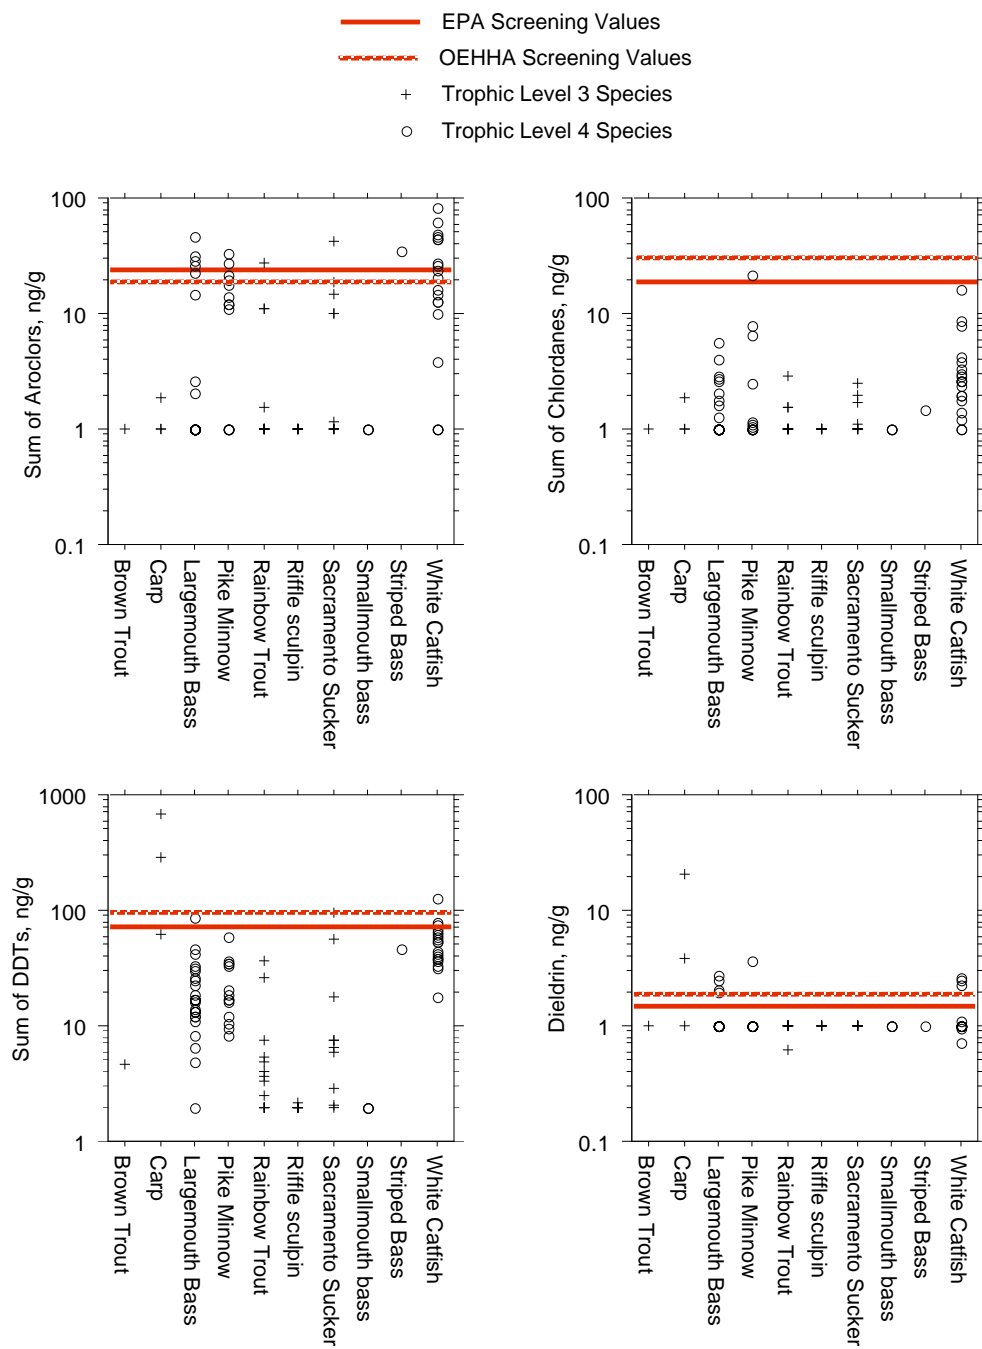 EPA Screening Values
OEHHA Screening Values
Trophic Level 3 Species
Trophic Level 4 Species
Sum of Aroclors, ng/g
100
10
1
0.1
Brown Trout
Carp
Largemouth Bass
Pike Minnow
Rainbow Trout
Riffle sculpin
Sacramento Sucker
Smallmouth bass
Striped Bass
White Catfish
Sum of Chlordanes, ng/g
100
10
1
0.1
Brown Trout
Carp
Largemouth Bass
Pike Minnow
Rainbow Trout
Riffle sculpin
Sacramento Sucker
Smallmouth bass
Striped Bass
White Catfish
Sum of DDTs, ng/g
1000
100
10
1
Brown Trout
Carp
Largemouth Bass
Pike Minnow
Rainbow Trout
Riffle sculpin
Sacramento Sucker
Smallmouth bass
Striped Bass
White Catfish
Dieldrin, ng/g
100
10
1
0.1
Brown Trout
Carp
Largemouth Bass
Pike Minnow
Rainbow Trout
Riffle sculpin
Sacramento Sucker
Smallmouth bass
Striped Bass
White Catfish